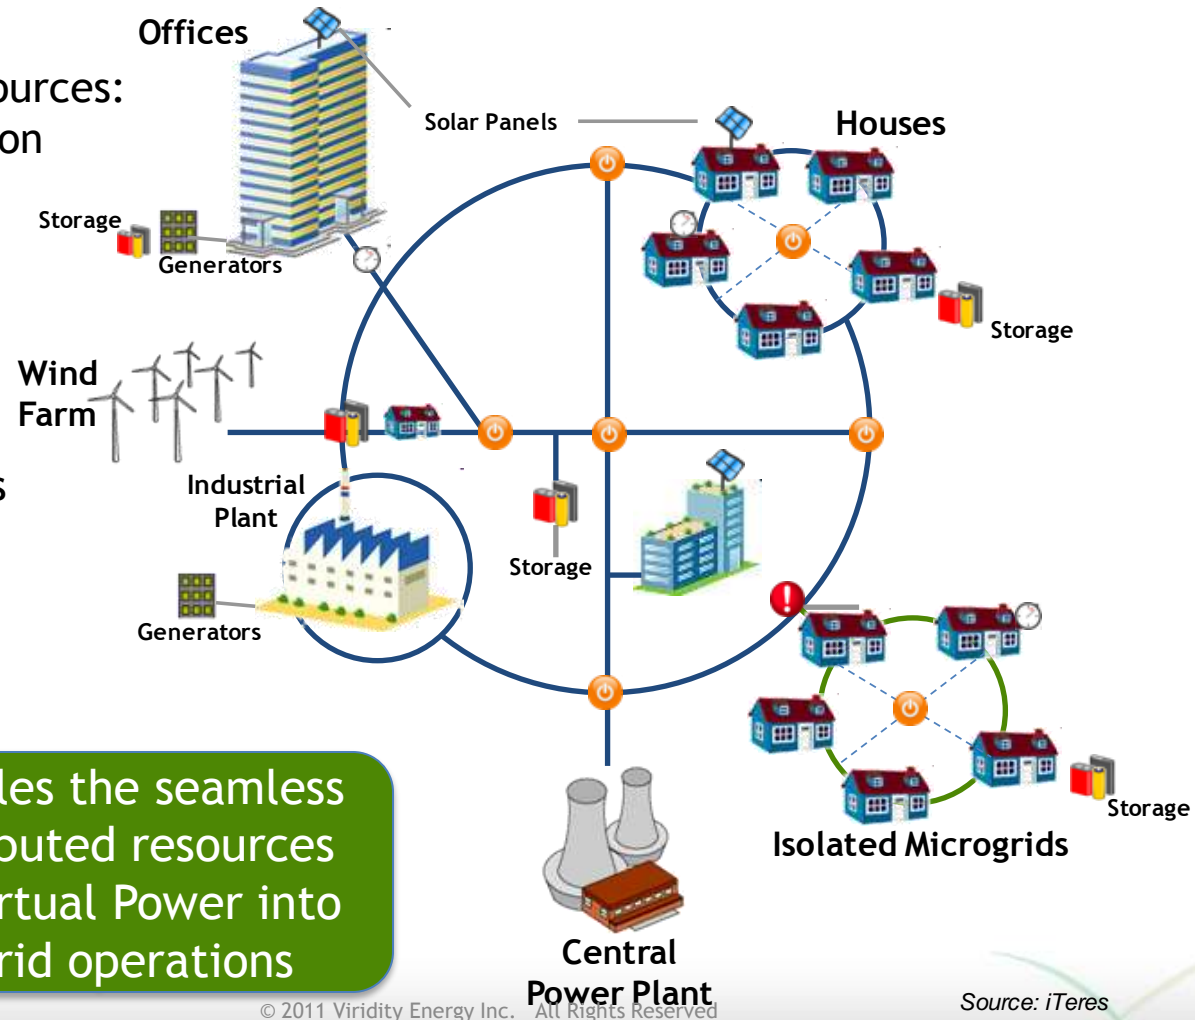 Offices
ources:
on
Solar Panels
Houses
Storage
Generators
Storage
Wind
Farm
s
Industrial
Plant
Storage
Generators
les the seamless
buted resources
rtual Power into
rid operations
Storage
Isolated Microgrids
Central
Power Plant
© 2011 Viridity Energy Inc. All Rights Reserved
Source: iTeres